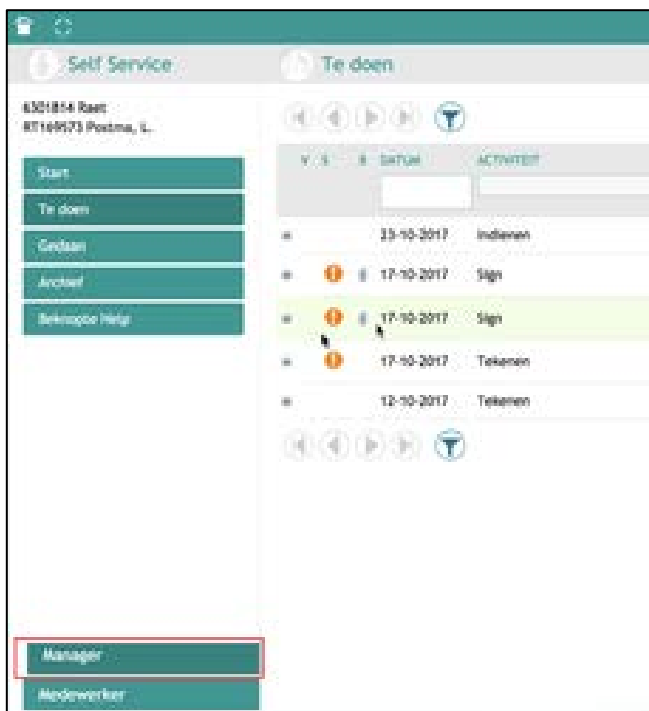 Self Service
Te doen
6301814 Raet
RT169573 Postma, L.
Start
Te doen
Gedaan
Archief
Beknopte Help
V S B DATUM ACTIVITEIT
23-10-2017 Indienen
17-10-2017 Sign
17-10-2017 Sign
17-10-2017 Tekenen
12-10-2017 Tekenen
Manager
Medewerker